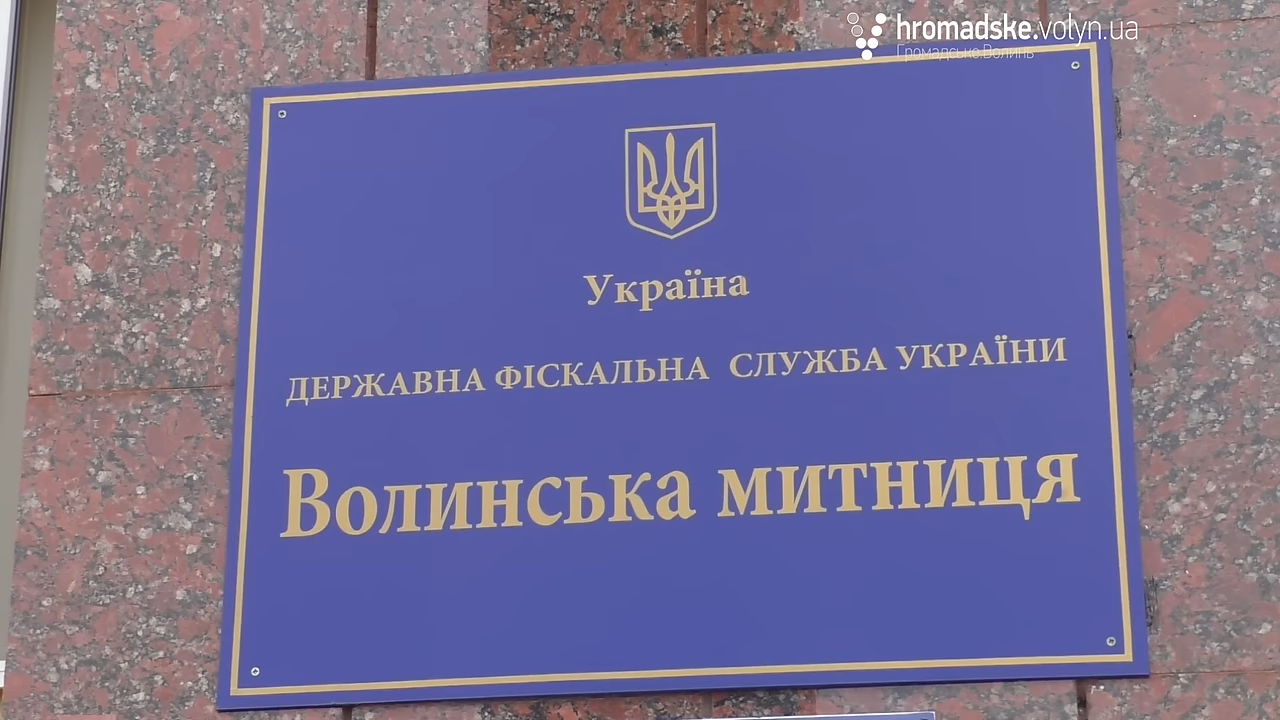 hromadske.volyn.ua
Громадське Волинь
Україна
ДЕРЖАВНА ФІСКАЛЬНА СЛУЖБА УКРАЇНИ
Волинська митниця